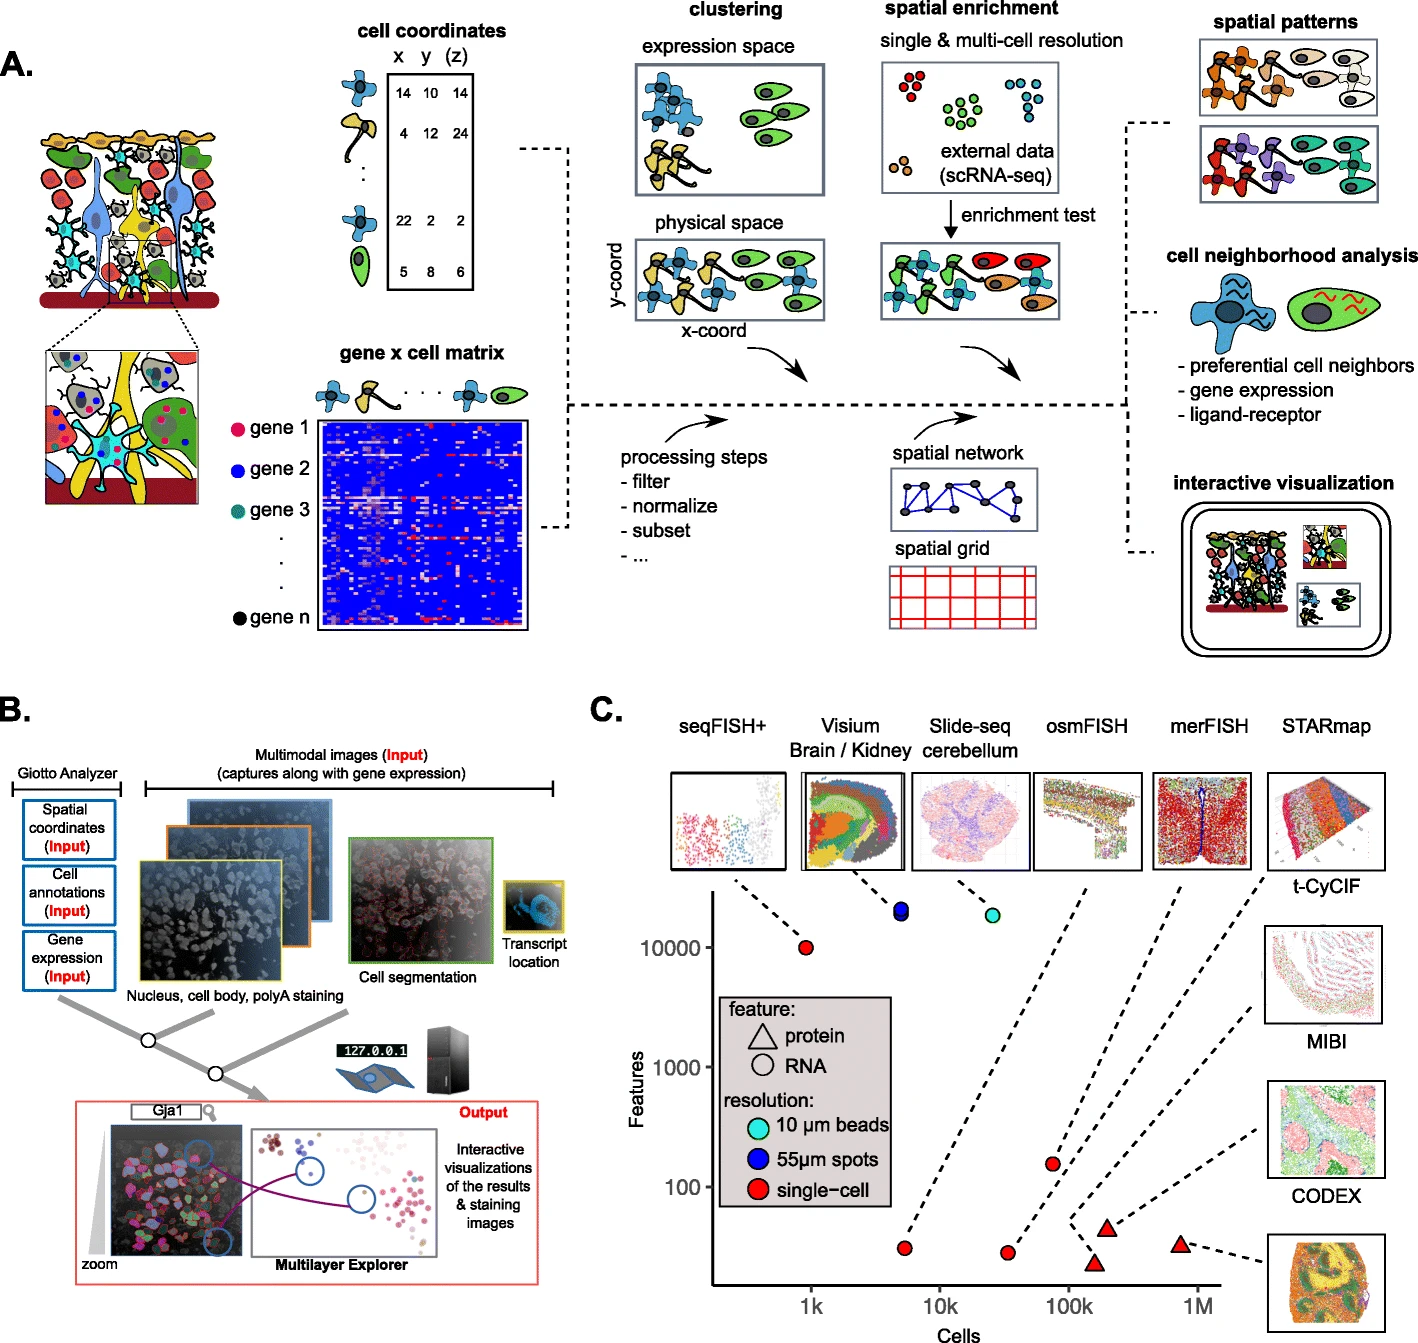 A.
cell coordinates
x y (z)
14 10 14
4 12 24
22 2 2
5 8 6
gene x cell matrix
gene 1
gene 2
gene 3
gene n
clustering
expression space
physical space
y-coord
x-coord
processing steps
- filter
- normalize
- subset
- ...
spatial enrichment
single & multi-cell resolution
external data
(scRNA-seq)
enrichment test
spatial network
spatial grid
spatial patterns
cell neighborhood analysis
- preferential cell neighbors
- gene expression
- ligand-receptor
interactive visualization
B.
Giotto Analyzer
Spatial
coordinates
(Input)
Cell
annotations
(Input)
Gene
expression
(Input)
Multimodal images (Input)
(captures along with gene expression)
Nucleus, cell body, polyA staining
Cell segmentation
Transcript
location
127.0.0.1
Gja1
Output
zoom
Multilayer Explorer
Interactive
visualizations
of the results
& staining
images
C.
seqFISH+
Visium
Brain / Kidney
Slide-seq
cerebellum
osmFISH
merFISH
STARmap
t-CyCIF
MIBI
CODEX
Features
10000
1000
100
feature:
protein
RNA
resolution:
10 µm beads
55µm spots
single-cell
1k 10k 100k 1M
Cells